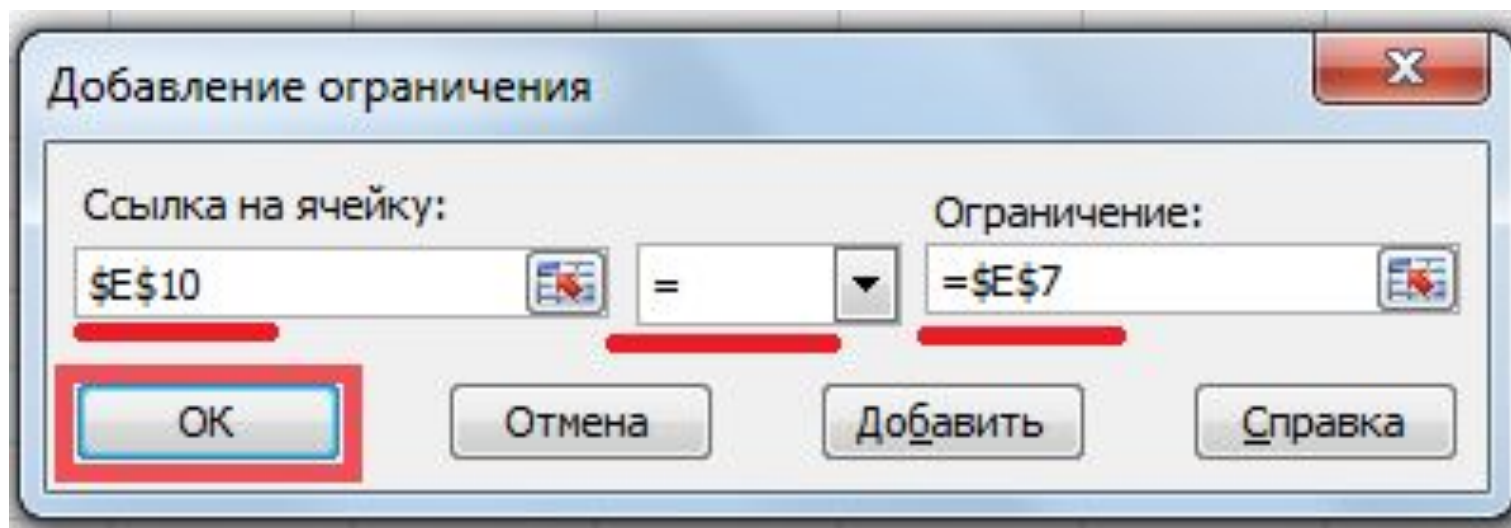 Добавление ограничения
Ссылка на ячейку:
Ограничение:
$E$10
=
=$E$7
ОК
Отмена
Добавить
Справка